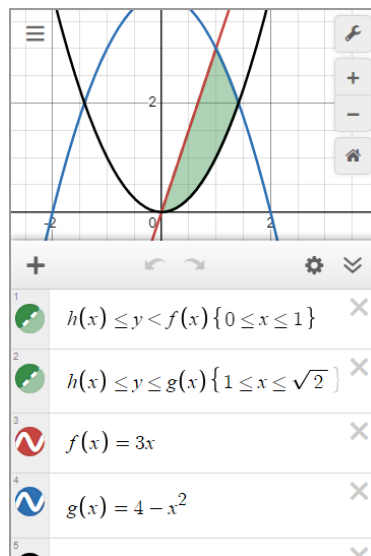 2
-2
0
2
1
h(x) ≤ y < f(x) {0 ≤ x ≤ 1}
2
h(x) ≤ y ≤ g(x) {1 ≤ x ≤ √2 }
3
f(x) = 3x
4
g(x) = 4 − x²
5